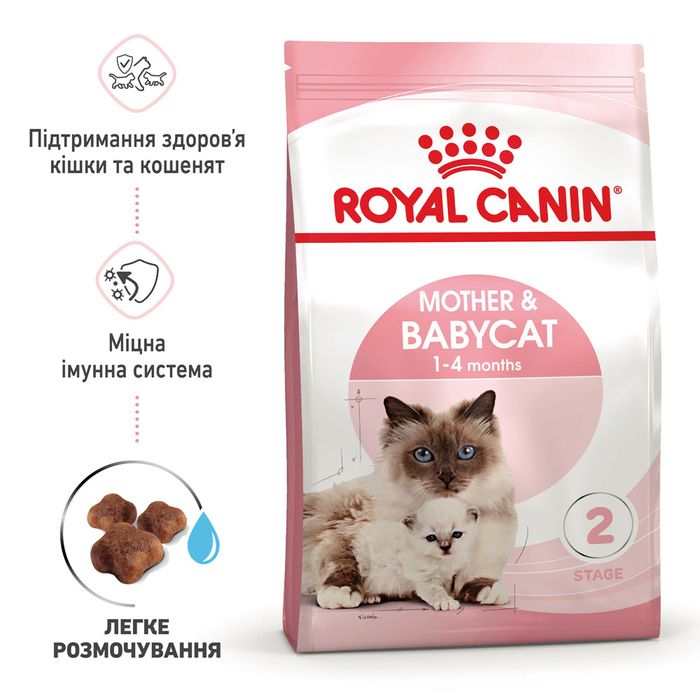 Підтримання здоров'я
кішки та кошенят
Міцна
імунна система
ЛЕГКЕ
РОЗМОЧУВАННЯ
ROYAL CANIN®
MOTHER &
BABYCAT
1-4 months
2
STAGE